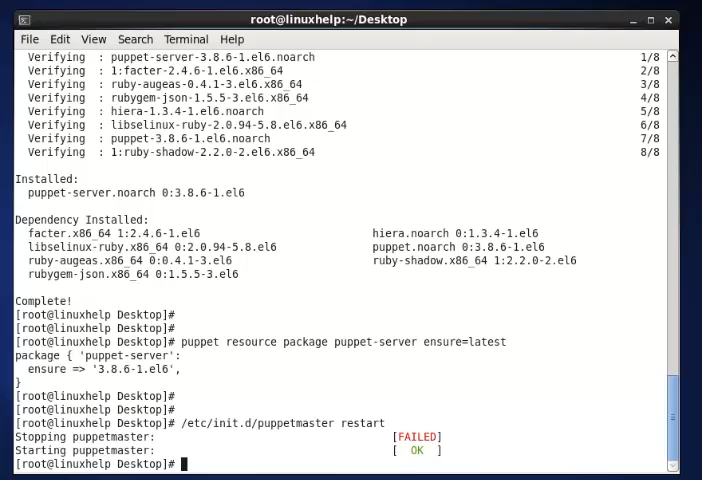 root@linuxhelp:~/Desktop
File Edit View Search Terminal Help
Verifying : puppet-server-3.8.6-1.el6.noarch 1/8
Verifying : 1:facter-2.4.6-1.el6.x86_64 2/8
Verifying : ruby-augeas-0.4.1-3.el6.x86_64 3/8
Verifying : rubygem-json-1.5.5-3.el6.x86_64 4/8
Verifying : hiera-1.3.4-1.el6.noarch 5/8
Verifying : libselinux-ruby-2.0.94-5.8.el6.x86_64 6/8
Verifying : puppet-3.8.6-1.el6.noarch 7/8
Verifying : 1:ruby-shadow-2.2.0-2.el6.x86_64 8/8
Installed:
puppet-server.noarch 0:3.8.6-1.el6
Dependency Installed:
facter.x86_64 1:2.4.6-1.el6 hiera.noarch 0:1.3.4-1.el6
libselinux-ruby.x86_64 0:2.0.94-5.8.el6 puppet.noarch 0:3.8.6-1.el6
ruby-augeas.x86_64 0:0.4.1-3.el6 ruby-shadow.x86_64 1:2.2.0-2.el6
rubygem-json.x86_64 0:1.5.5-3.el6
Complete!
[root@linuxhelp Desktop]#
[root@linuxhelp Desktop]#
[root@linuxhelp Desktop]# puppet resource package puppet-server ensure=latest
package { 'puppet-server':
ensure => '3.8.6-1.el6',
}
[root@linuxhelp Desktop]#
[root@linuxhelp Desktop]#
[root@linuxhelp Desktop]# /etc/init.d/puppetmaster restart
Stopping puppetmaster: [FAILED]
Starting puppetmaster: [ OK ]
[root@linuxhelp Desktop]#